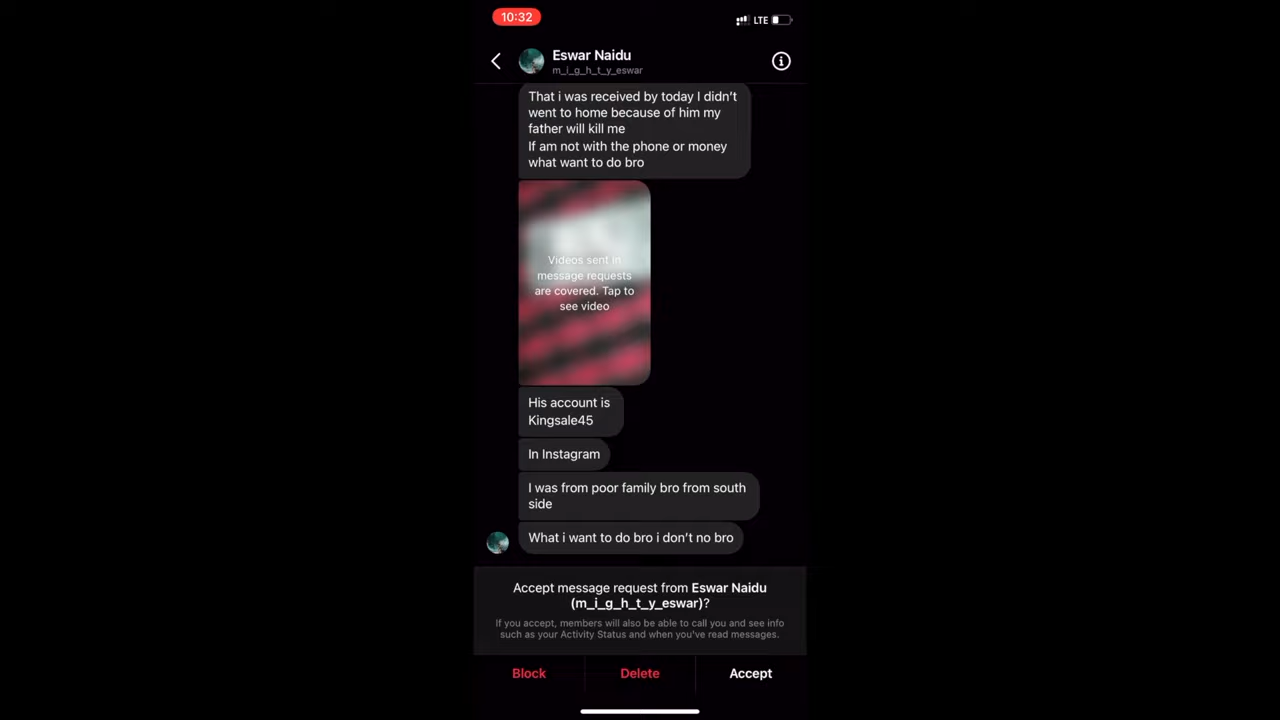 10:32
LTE
Eswar Naidu
m_i_g_h_t_y_eswar
That i was received by today I didn't
went to home because of him my
father will kill me
If am not with the phone or money
what want to do bro
Videos sent in
message requests
are covered. Tap to
see video
His account is
Kingsale45
In Instagram
I was from poor family bro from south
side
What i want to do bro i don't no bro
Accept message request from Eswar Naidu
(m_i_g_h_t_y_eswar)?
If you accept, members will also be able to call you and see info
such as your Activity Status and when you've read messages.
Block
Delete
Accept